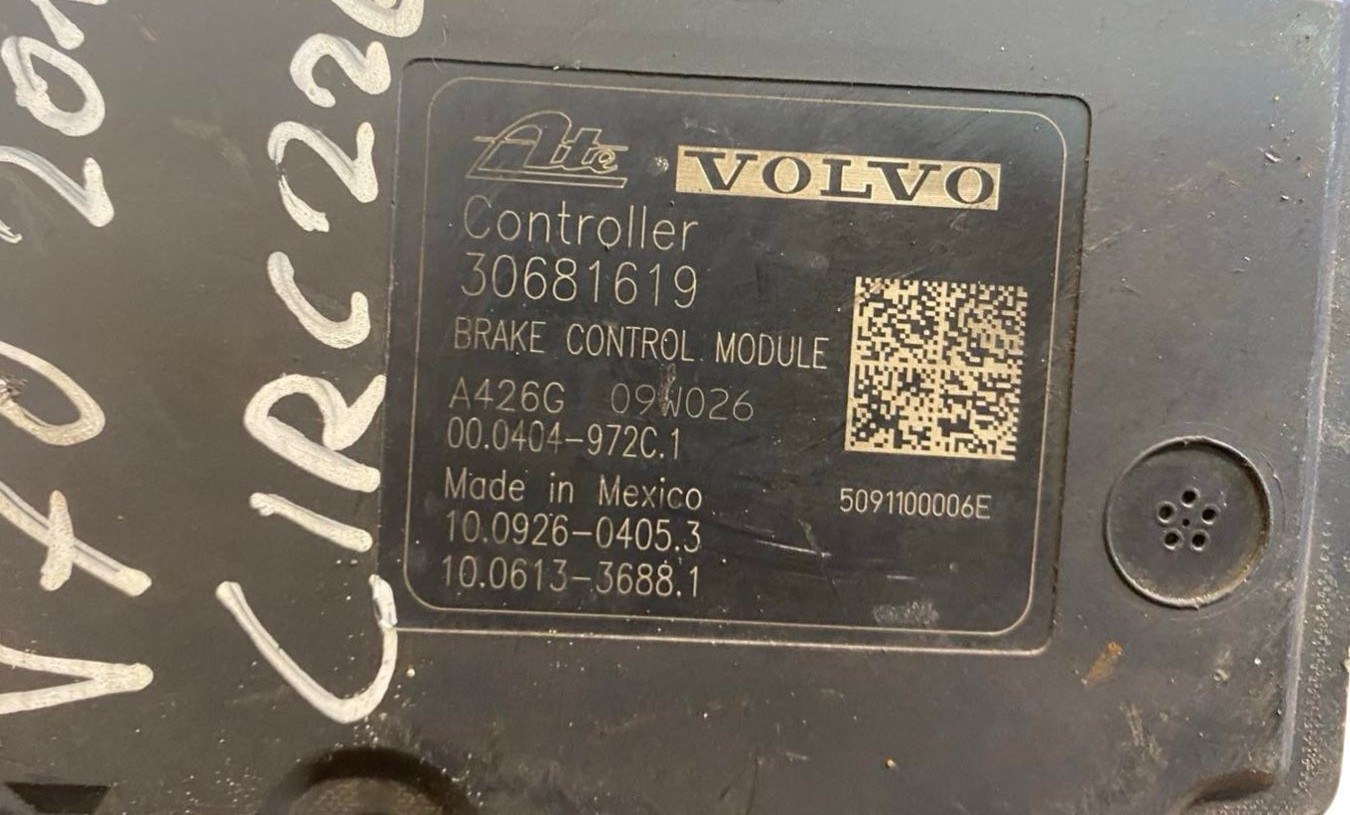 Ate VOLVO
Controller
30681619
BRAKE CONTROL MODULE
A426G 09W026
00.0404-972C.1
Made in Mexico
5091100006E
10.0926-0405.3
10.0613-3688.1
V70